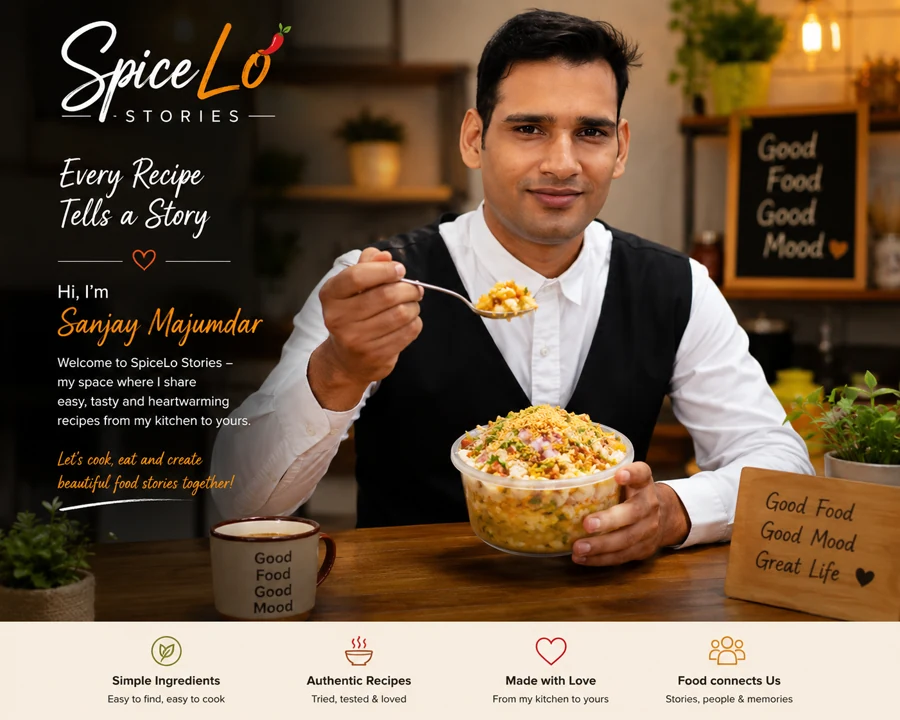 SpiceLo
STORIES
Every Recipe
Tells a Story
Hi, I'm
Sanjay Majumdar
Welcome to SpiceLo Stories –
my space where I share
easy, tasty and heartwarming
recipes from my kitchen to yours.
Let's cook, eat and create
beautiful food stories together!
Good
Food
Good
Mood
Good
Food
Good
Mood
Good Food
Good Mood
Great Life
Simple Ingredients
Easy to find, easy to cook
Authentic Recipes
Tried, tested & loved
Made with Love
From my kitchen to yours
Food connects Us
Stories, people & memories